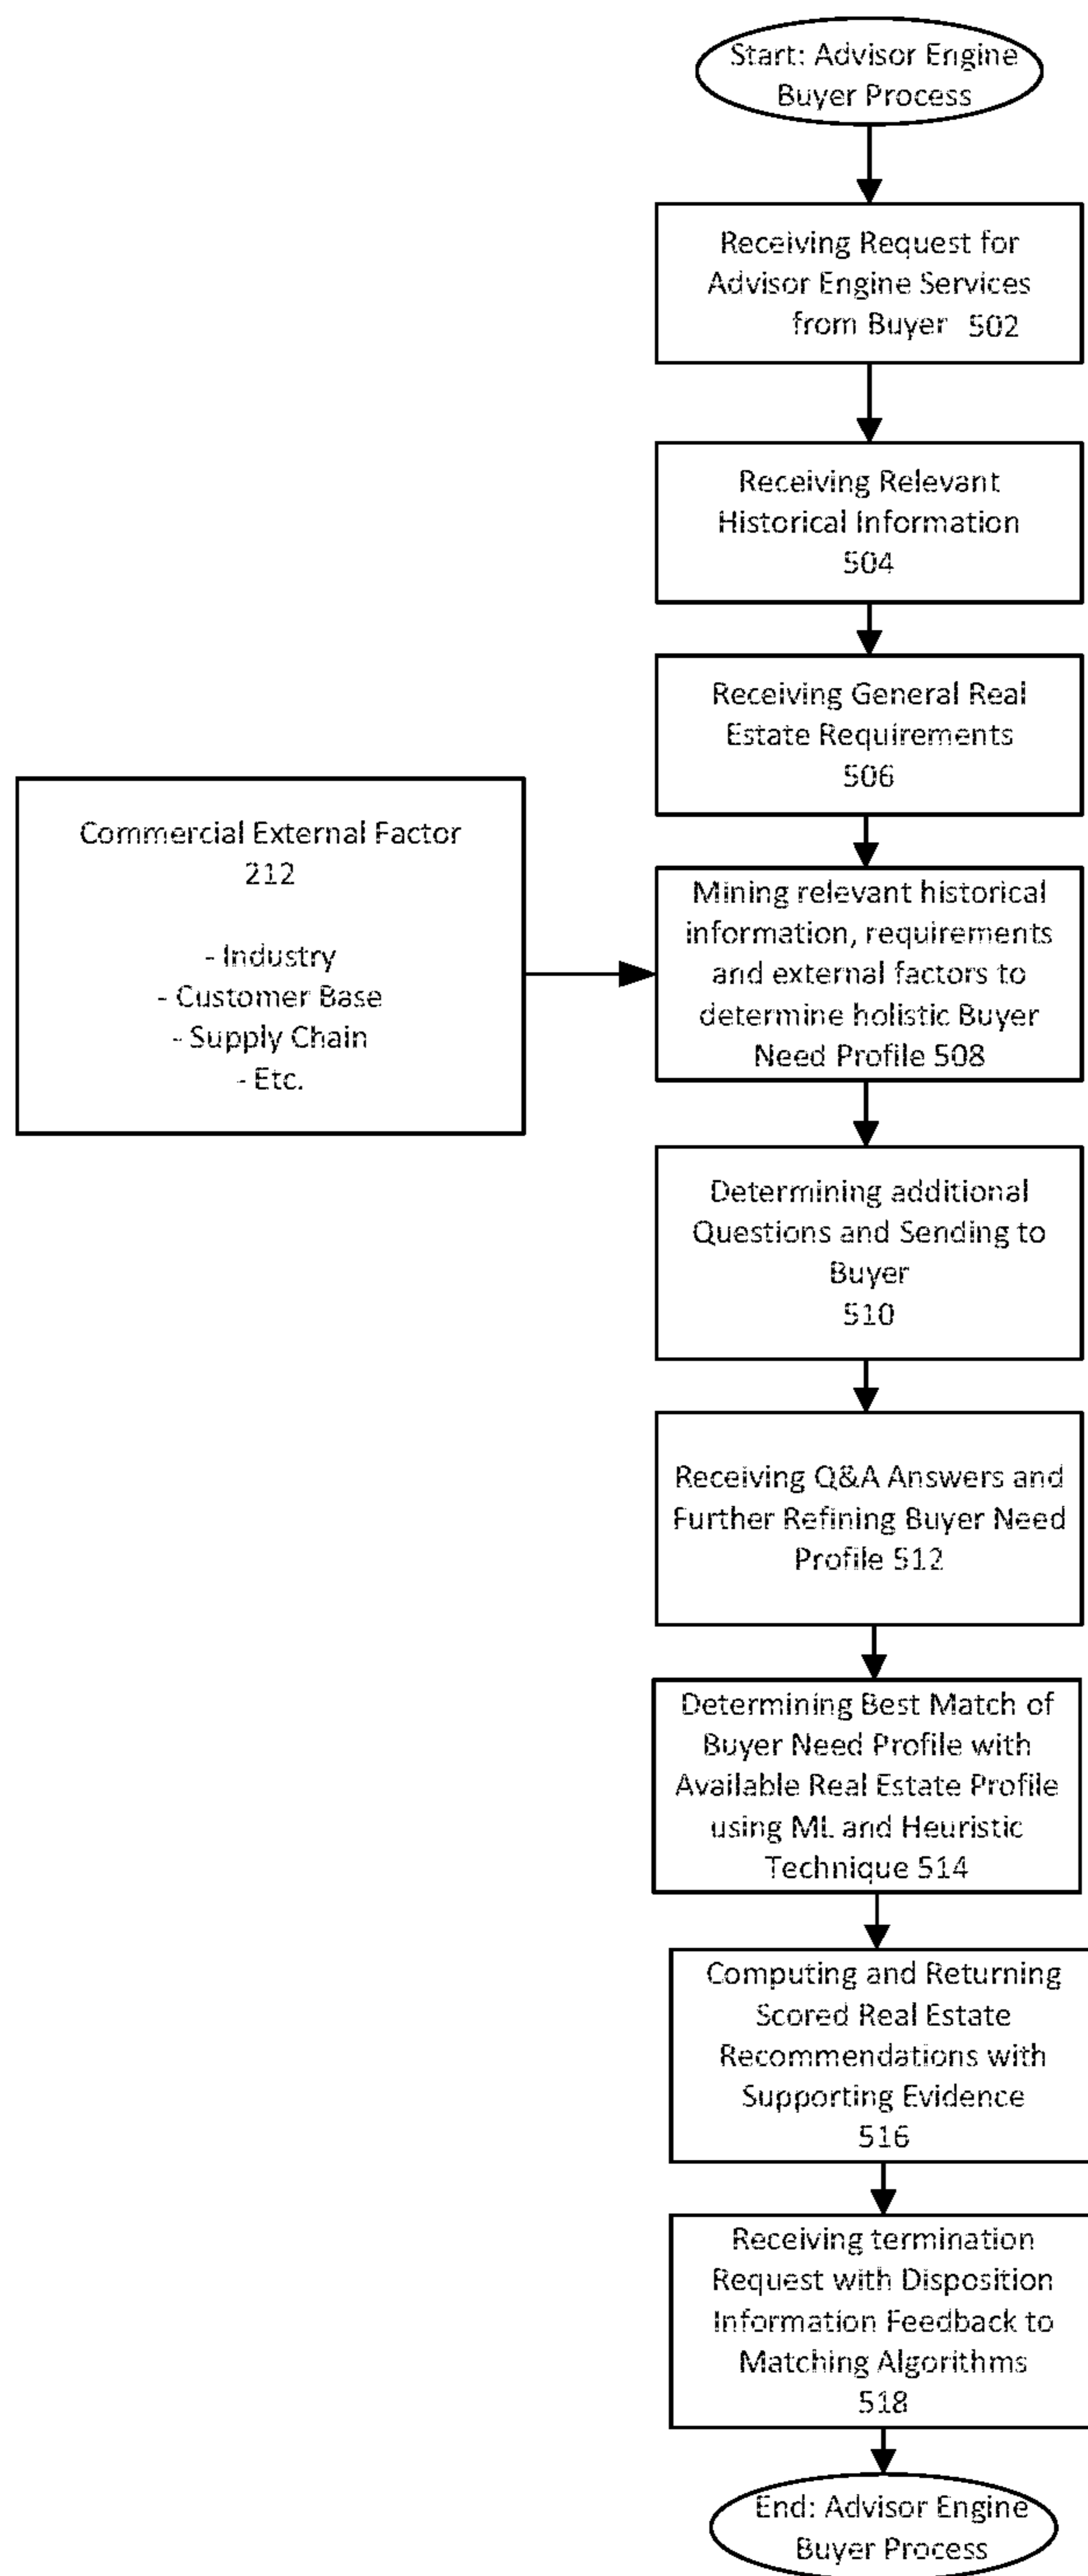 Start: Advisor Engine
Buyer Process
Receiving Request for
Advisor Engine Services
from Buyer 502
Receiving Relevant
Historical Information
504
Receiving General Real
Estate Requirements
506
Commercial External Factor
212
- Industry
- Customer Base
- Supply Chain
- Etc.
Mining relevant historical
information, requirements
and external factors to
determine holistic Buyer
Need Profile 508
Determining additional
Questions and Sending to
Buyer
510
Receiving Q&A Answers and
Further Refining Buyer Need
Profile 512
Determining Best Match of
Buyer Need Profile with
Available Real Estate Profile
using ML and Heuristic
Technique 514
Computing and Returning
Scored Real Estate
Recommendations with
Supporting Evidence
516
Receiving termination
Request with Disposition
Information Feedback to
Matching Algorithms
518
End: Advisor Engine
Buyer Process